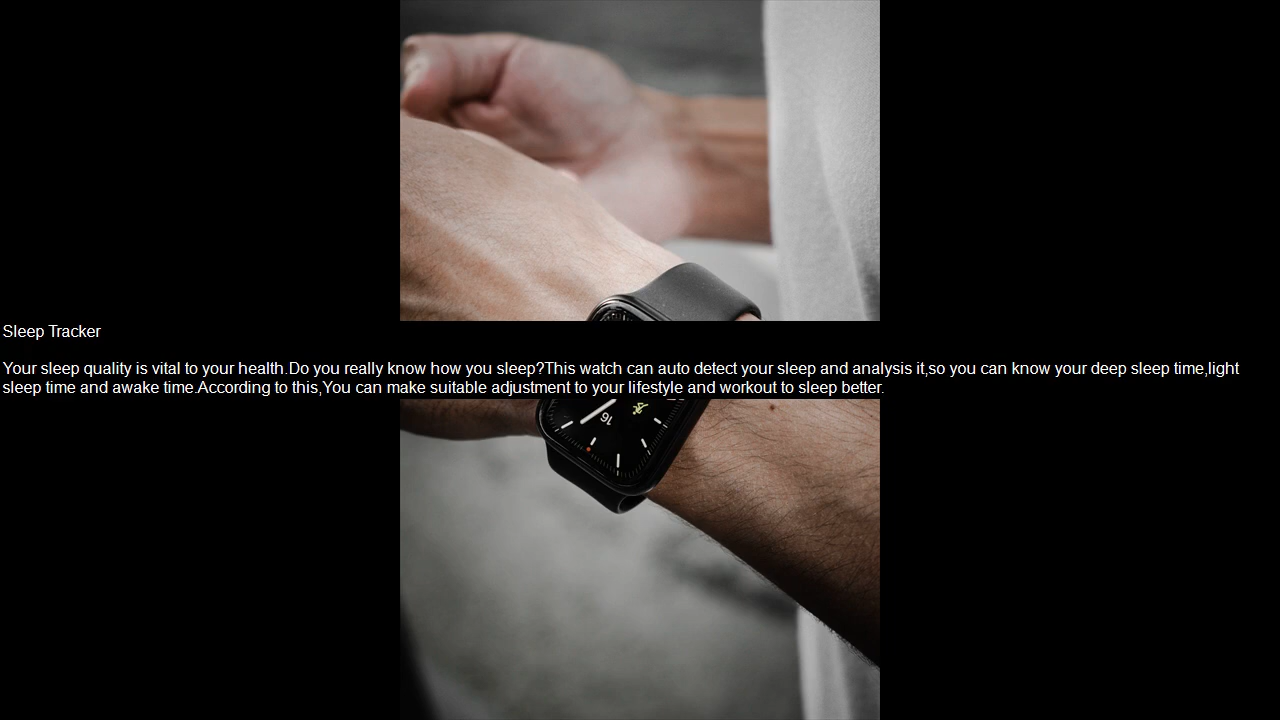 Sleep Tracker
Your sleep quality is vital to your health.Do you really know how you sleep?This watch can auto detect your sleep and analysis it,so you can know your deep sleep time,light
sleep time and awake time.According to this,You can make suitable adjustment to your lifestyle and workout to sleep better.
16